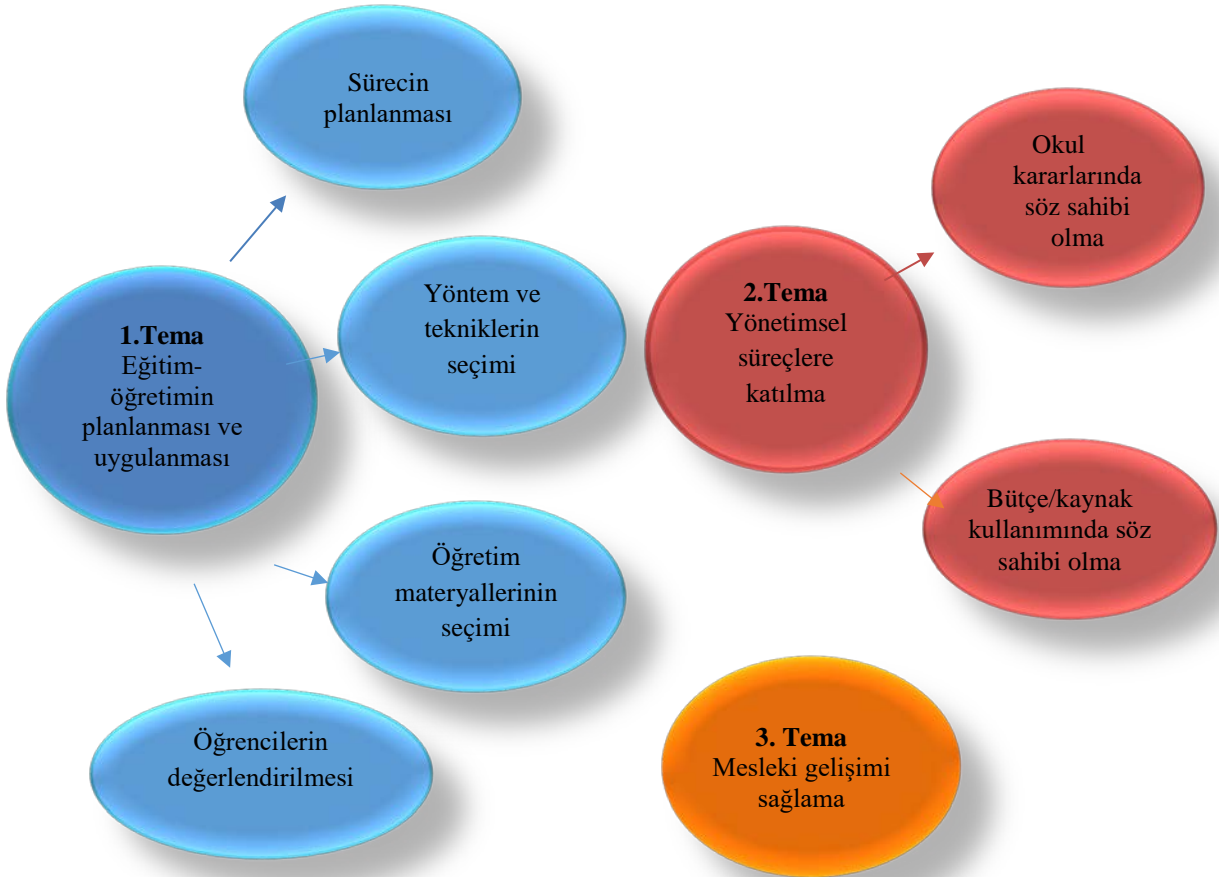 Sürecin
planlanması
1.Tema
Eğitim-
öğretimin
planlanması ve
uygulanması
Yöntem ve
tekniklerin
seçimi
Öğretim
materyallerinin
seçimi
Öğrencilerin
değerlendirilmesi
2.Tema
Yönetimsel
süreçlere
katılma
Okul
kararlarında
söz sahibi
olma
Bütçe/kaynak
kullanımında söz
sahibi olma
3. Tema
Mesleki gelişimi
sağlama